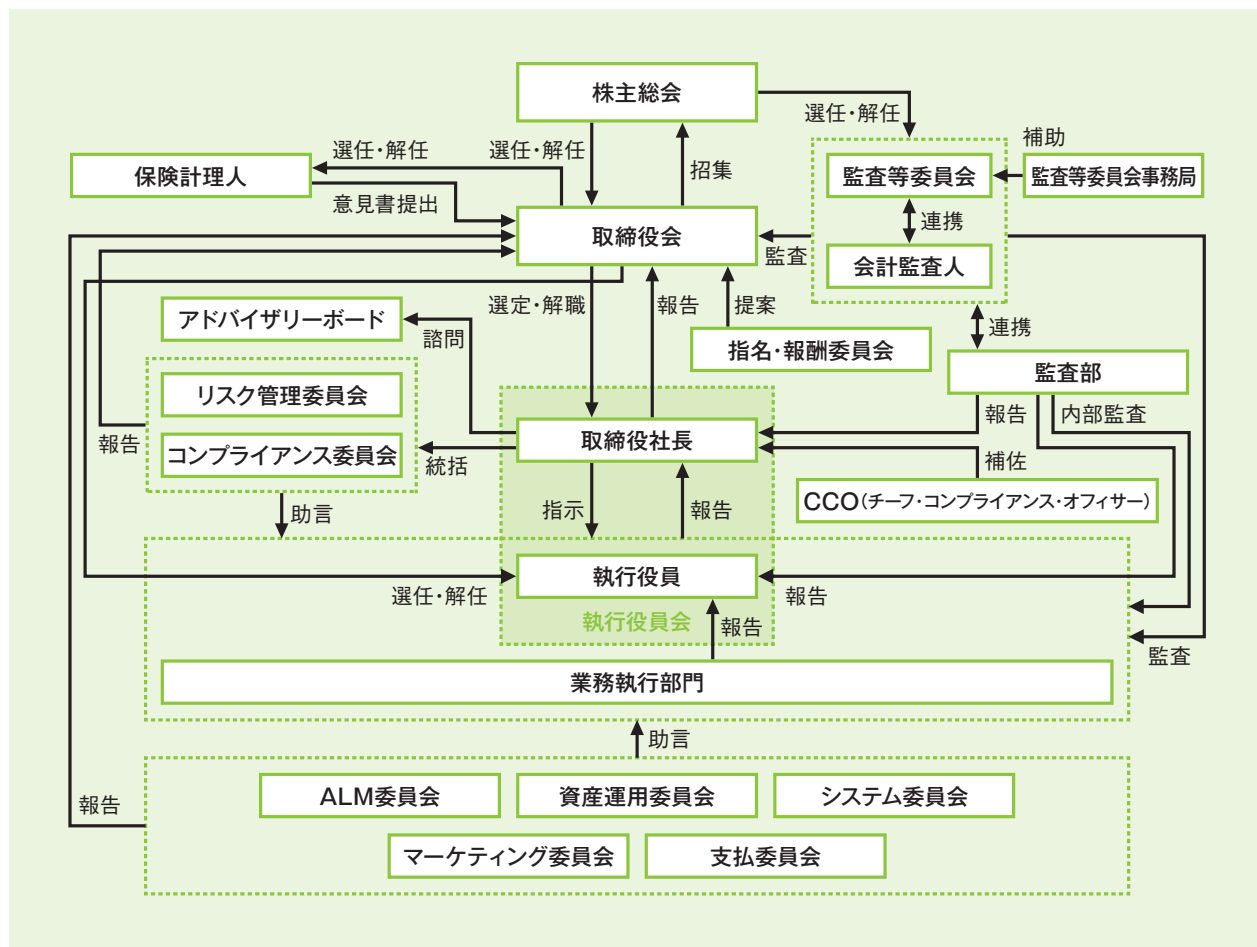 株主総会
選任・解任
補助
選任・解任
選任・解任
招集
保険計理人
監査等委員会
監査等委員会事務局
意見書提出
連携
取締役会
監査
会計監査人
選定・解職
報告
提案
アドバイザリーボード
諮問
連携
指名・報酬委員会
監査部
リスク管理委員会
報告
内部監査
報告
コンプライアンス委員会
統括
取締役社長
補佐
CCO(チーフ・コンプライアンス・オフィサー)
助言
指示
報告
執行役員
選任・解任
報告
執行役員会
報告
監査
業務執行部門
助言
報告
ALM委員会
資産運用委員会
システム委員会
マーケティング委員会
支払委員会